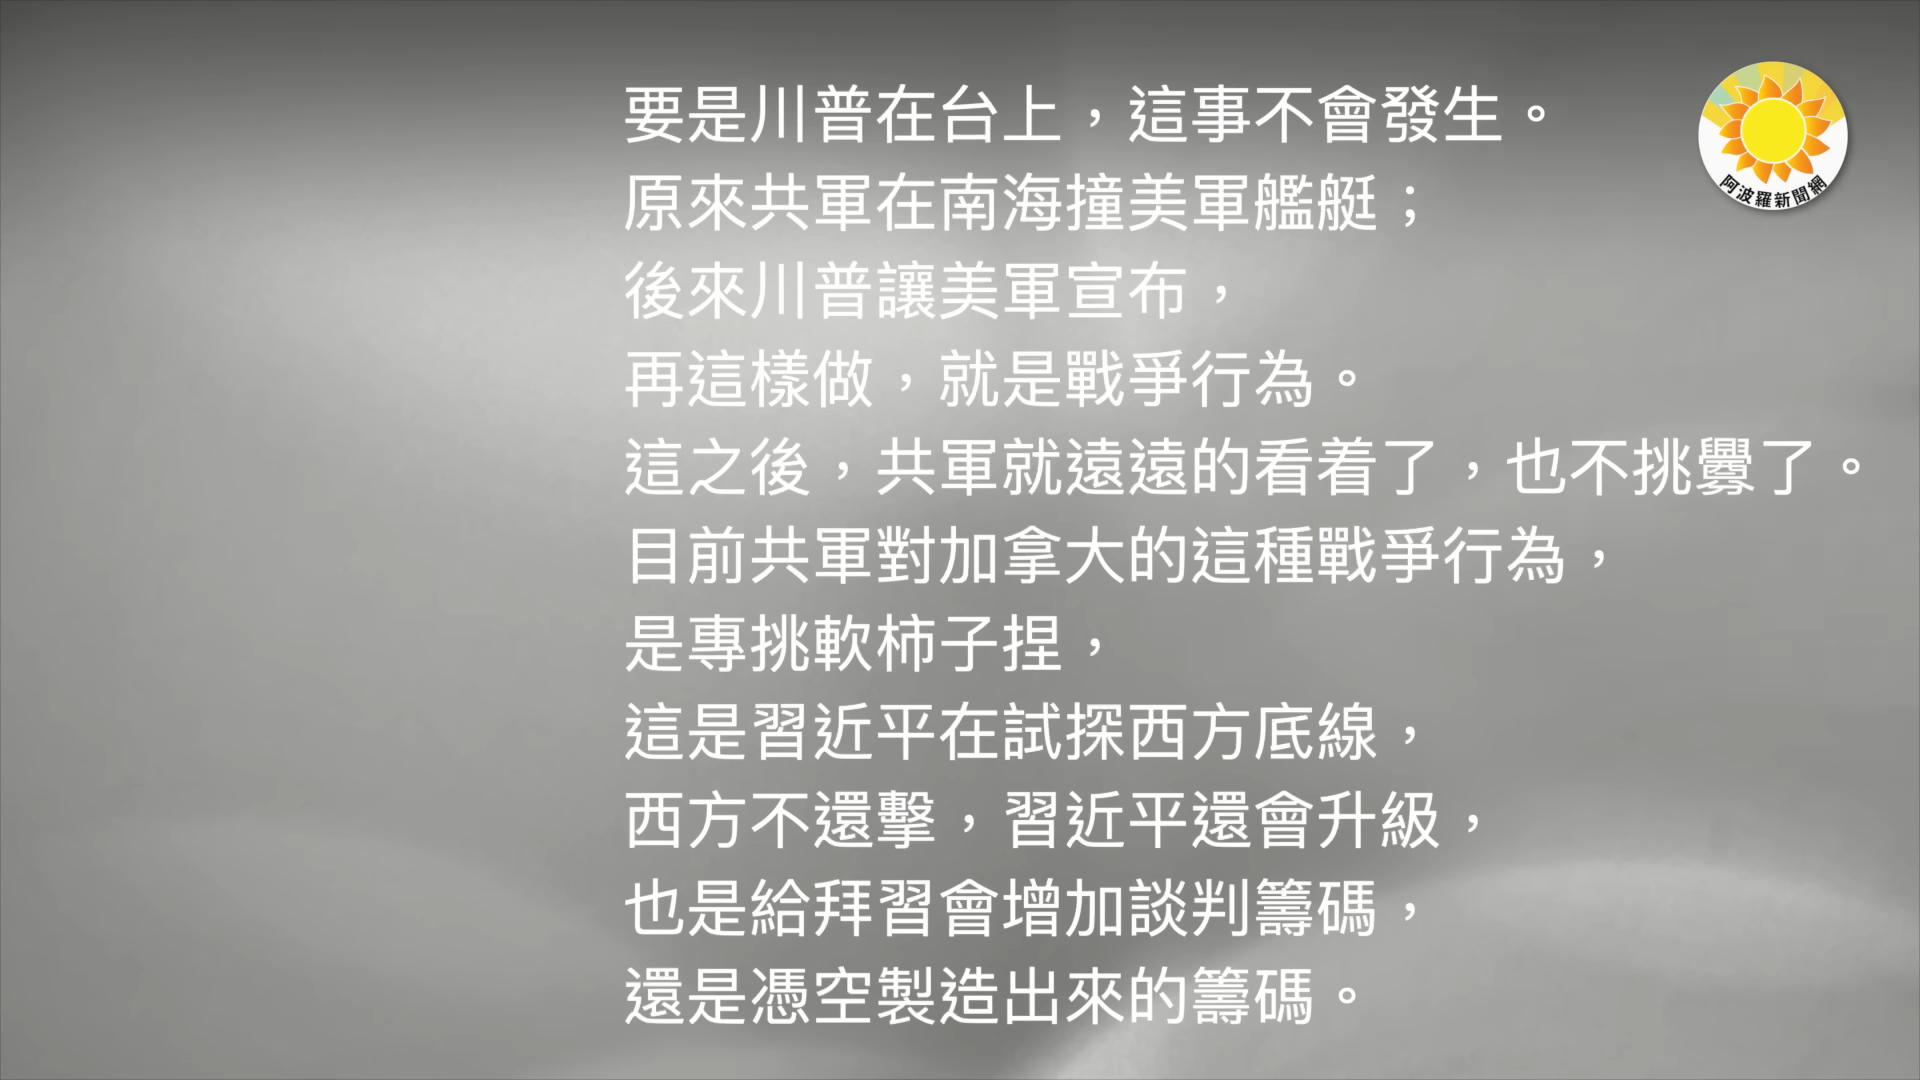 要是川普在台上，這事不會發生。
原來共軍在南海撞美軍艦艇；
後來川普讓美軍宣布，
再這樣做，就是戰爭行為。
這之後，共軍就遠遠的看着了，也不挑釁了。
目前共軍對加拿大的這種戰爭行為，
是專挑軟柿子捏，
這是習近平在試探西方底線，
西方不還擊，習近平還會升級，
也是給拜習會增加談判籌碼，
還是憑空製造出來的籌碼。
阿波羅新聞網